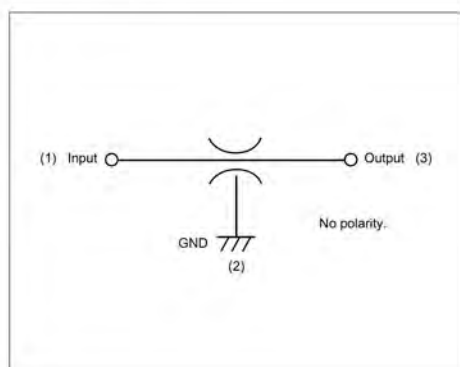 (1) Input Output (3)
No polarity.
GND
(2)